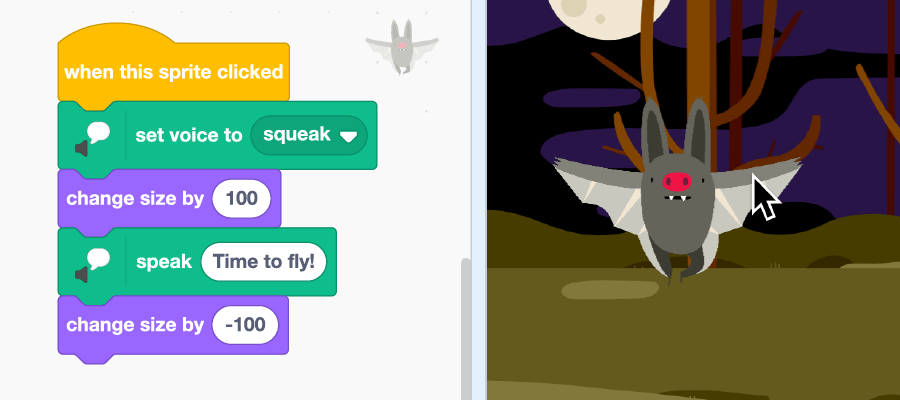 when this sprite clicked
set voice to squeak
change size by 100
speak Time to fly!
change size by -100